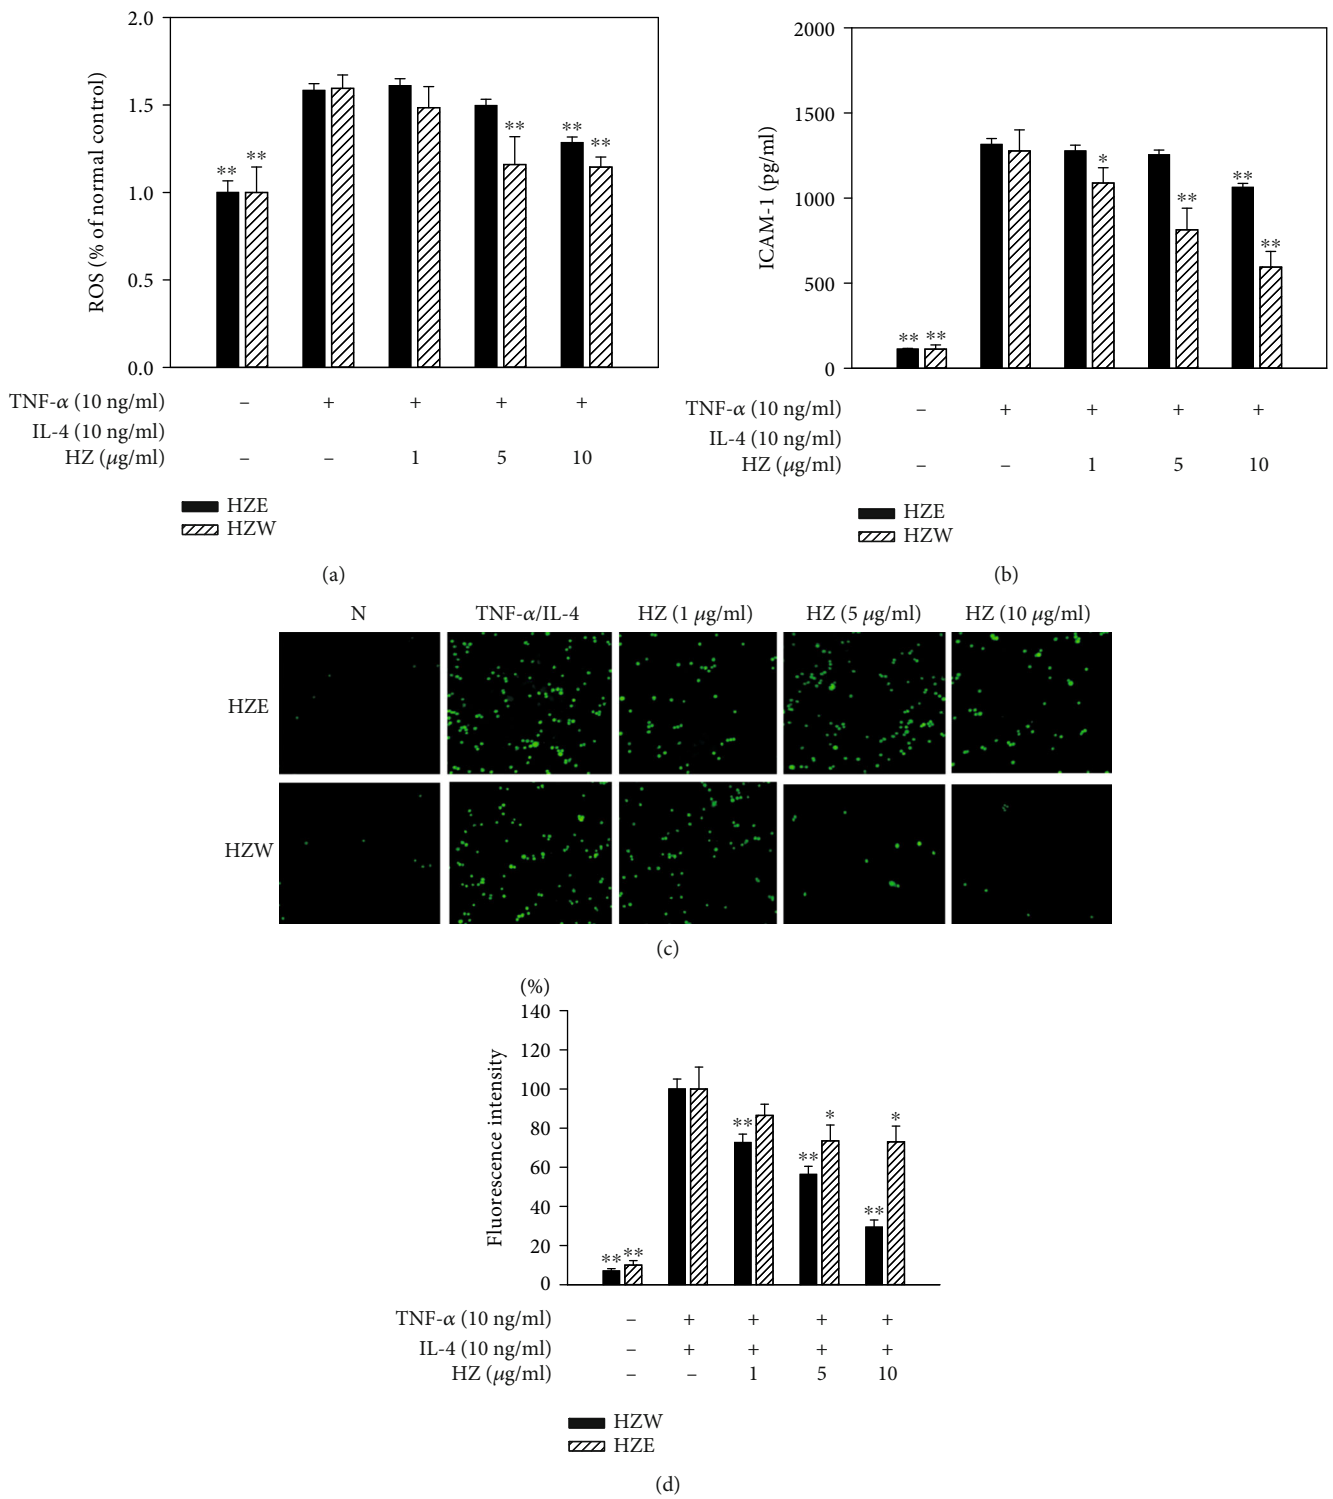 2.0
1.5
1.0
0.5
0.0
ROS (% of normal control)
** ** ** ** **
TNF-α (10 ng/ml) – + + + +
IL-4 (10 ng/ml)
HZ (μg/ml) – – 1 5 10
HZE
HZW
(a)
2000
1500
1000
500
0
ICAM-1 (pg/ml)
** ** * ** ** **
TNF-α (10 ng/ml) – + + + +
IL-4 (10 ng/ml)
HZ (μg/ml) – – 1 5 10
HZE
HZW
(b)
N TNF-α/IL-4 HZ (1 μg/ml) HZ (5 μg/ml) HZ (10 μg/ml)
HZE
HZW
(c)
(%)
140
120
100
80
60
40
20
0
Fluorescence intensity
** ** ** ** * ** *
TNF-α (10 ng/ml) – + + + +
IL-4 (10 ng/ml) – + + + +
HZ (μg/ml) – – 1 5 10
HZW
HZE
(d)